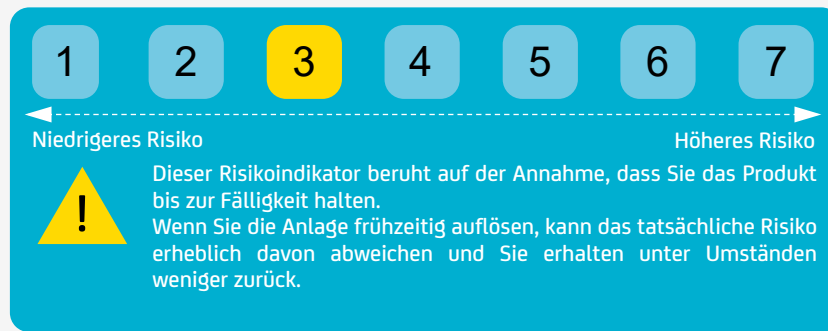 1 2 3 4 5 6 7
Niedrigeres Risiko Höheres Risiko
! Dieser Risikoindikator beruht auf der Annahme, dass Sie das Produkt
bis zur Fälligkeit halten.
Wenn Sie die Anlage frühzeitig auflösen, kann das tatsächliche Risiko
erheblich davon abweichen und Sie erhalten unter Umständen
weniger zurück.